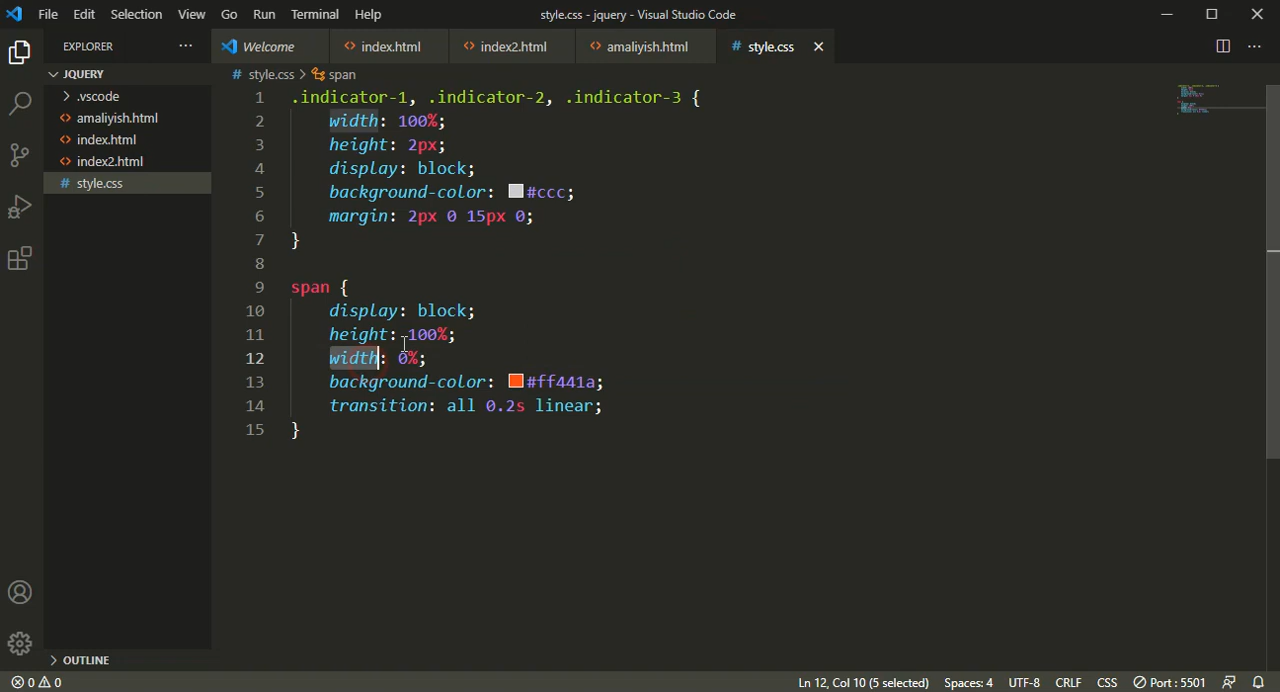 File Edit Selection View Go Run Terminal Help style.css - jquery - Visual Studio Code
EXPLORER ... Welcome index.html index2.html amaliyish.html # style.css
JQUERY
# style.css > span
.vscode
amaliyish.html
index.html
index2.html
# style.css
1 .indicator-1, .indicator-2, .indicator-3 {
2 width: 100%;
3 height: 2px;
4 display: block;
5 background-color: #ccc;
6 margin: 2px 0 15px 0;
7 }
8
9 span {
10 display: block;
11 height: 100%;
12 width: 0%;
13 background-color: #ff441a;
14 transition: all 0.2s linear;
15 }
OUTLINE
0 0 Ln 12, Col 10 (5 selected) Spaces: 4 UTF-8 CRLF CSS Port : 5501